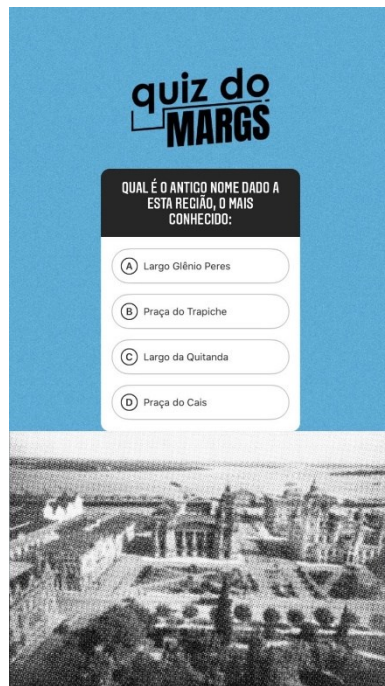 quiz do
MARGS
QUAL É O ANTIGO NOME DADO A
ESTA REGIÃO, O MAIS
CONHECIDO:
A Largo Glênio Peres
B Praça do Trapiche
C Largo da Quitanda
D Praça do Cais